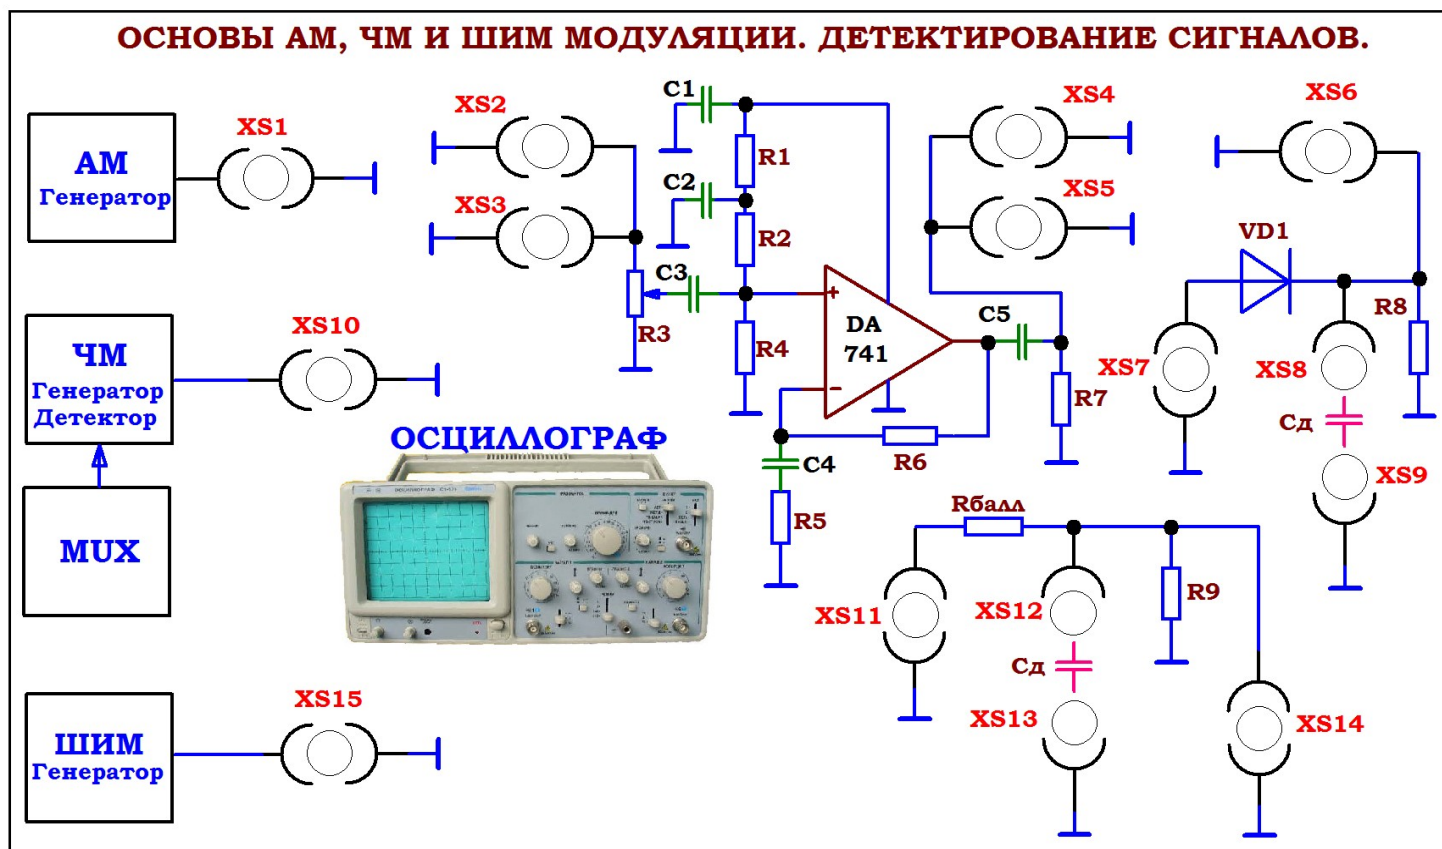 ОСНОВЫ АМ, ЧМ И ШИМ МОДУЛЯЦИИ. ДЕТЕКТИРОВАНИЕ СИГНАЛОВ.
АМ
Генератор
XS1
XS2
XS3
C1
R1
C2
R2
C3
R3
R4
DA
741
C4
R5
R6
C5
R7
XS4
XS5
XS6
VD1
R8
XS7
XS8
Сд
XS9
ЧМ
Генератор
Детектор
XS10
MUX
ОСЦИЛЛОГРАФ
Rбалл
XS11
XS12
R9
Сд
XS13
XS14
ШИМ
Генератор
XS15